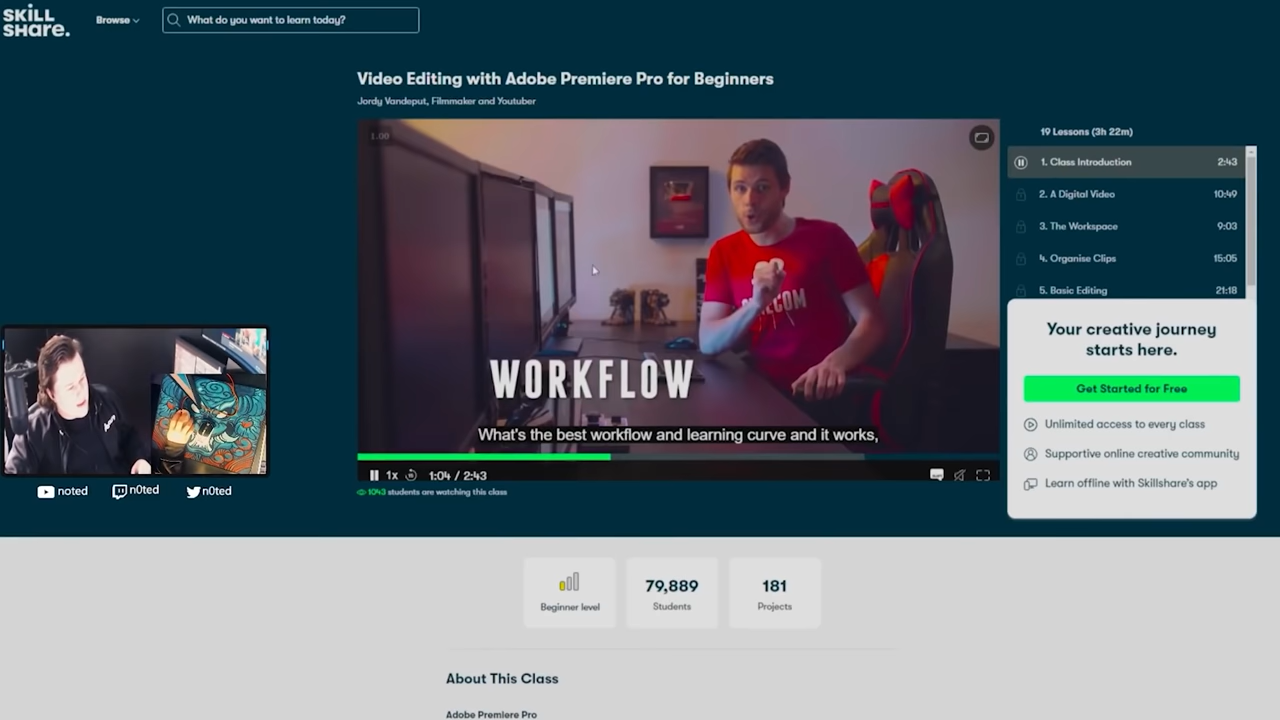 SKILL
SHare.
Browse
What do you want to learn today?
Video Editing with Adobe Premiere Pro for Beginners
Jordy Vandeput, Filmmaker and Youtuber
1.00
19 Lessons (3h 22m)
1. Class Introduction 2:43
2. A Digital Video 10:49
3. The Workspace 9:03
4. Organise Clips 15:05
5. Basic Editing 21:18
WORKFLOW
What's the best workflow and learning curve and it works,
1x 1:04 / 2:43
1043 students are watching this class
Your creative journey
starts here.
Get Started for Free
Unlimited access to every class
Supportive online creative community
Learn offline with Skillshare's app
noted n0ted n0ted
Beginner level
79,889
Students
181
Projects
About This Class
Adobe Premiere Pro